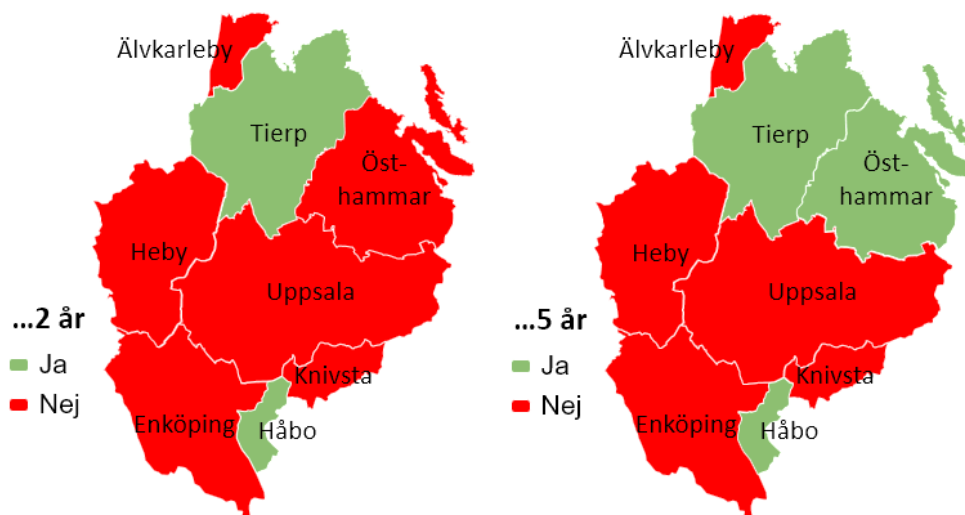 Älvkarleby
Tierp
Öst-
hammar
Heby
Uppsala
...2 år
Ja
Nej
Knivsta
Enköping
Håbo
Älvkarleby
Tierp
Öst-
hammar
Heby
Uppsala
...5 år
Ja
Nej
Knivsta
Enköping
Håbo